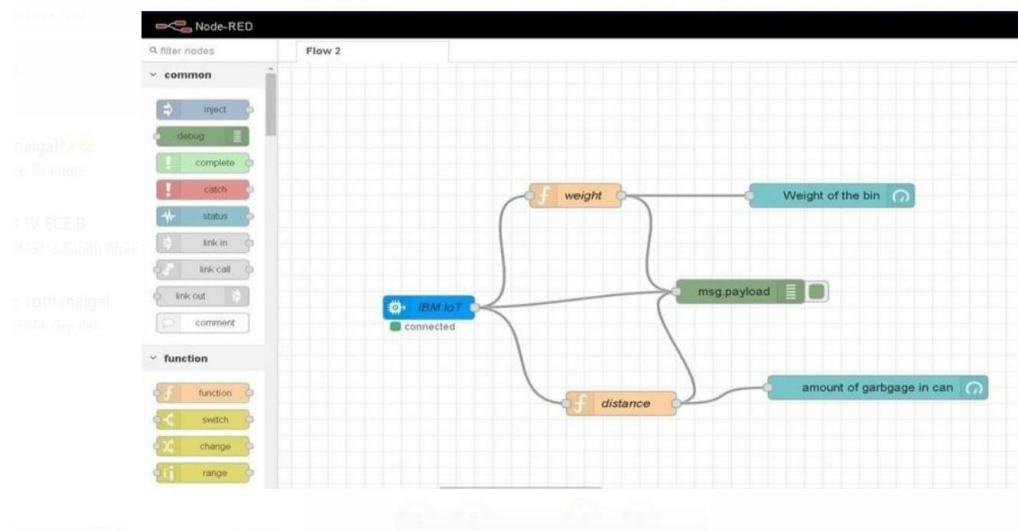 Node-RED
filter nodes
Flow 2
common
inject
debug
complete
catch
status
link in
link call
link out
comment
function
function
switch
change
range
weight
Weight of the bin
msg.payload
IBM IoT
connected
distance
amount of garbgage in can